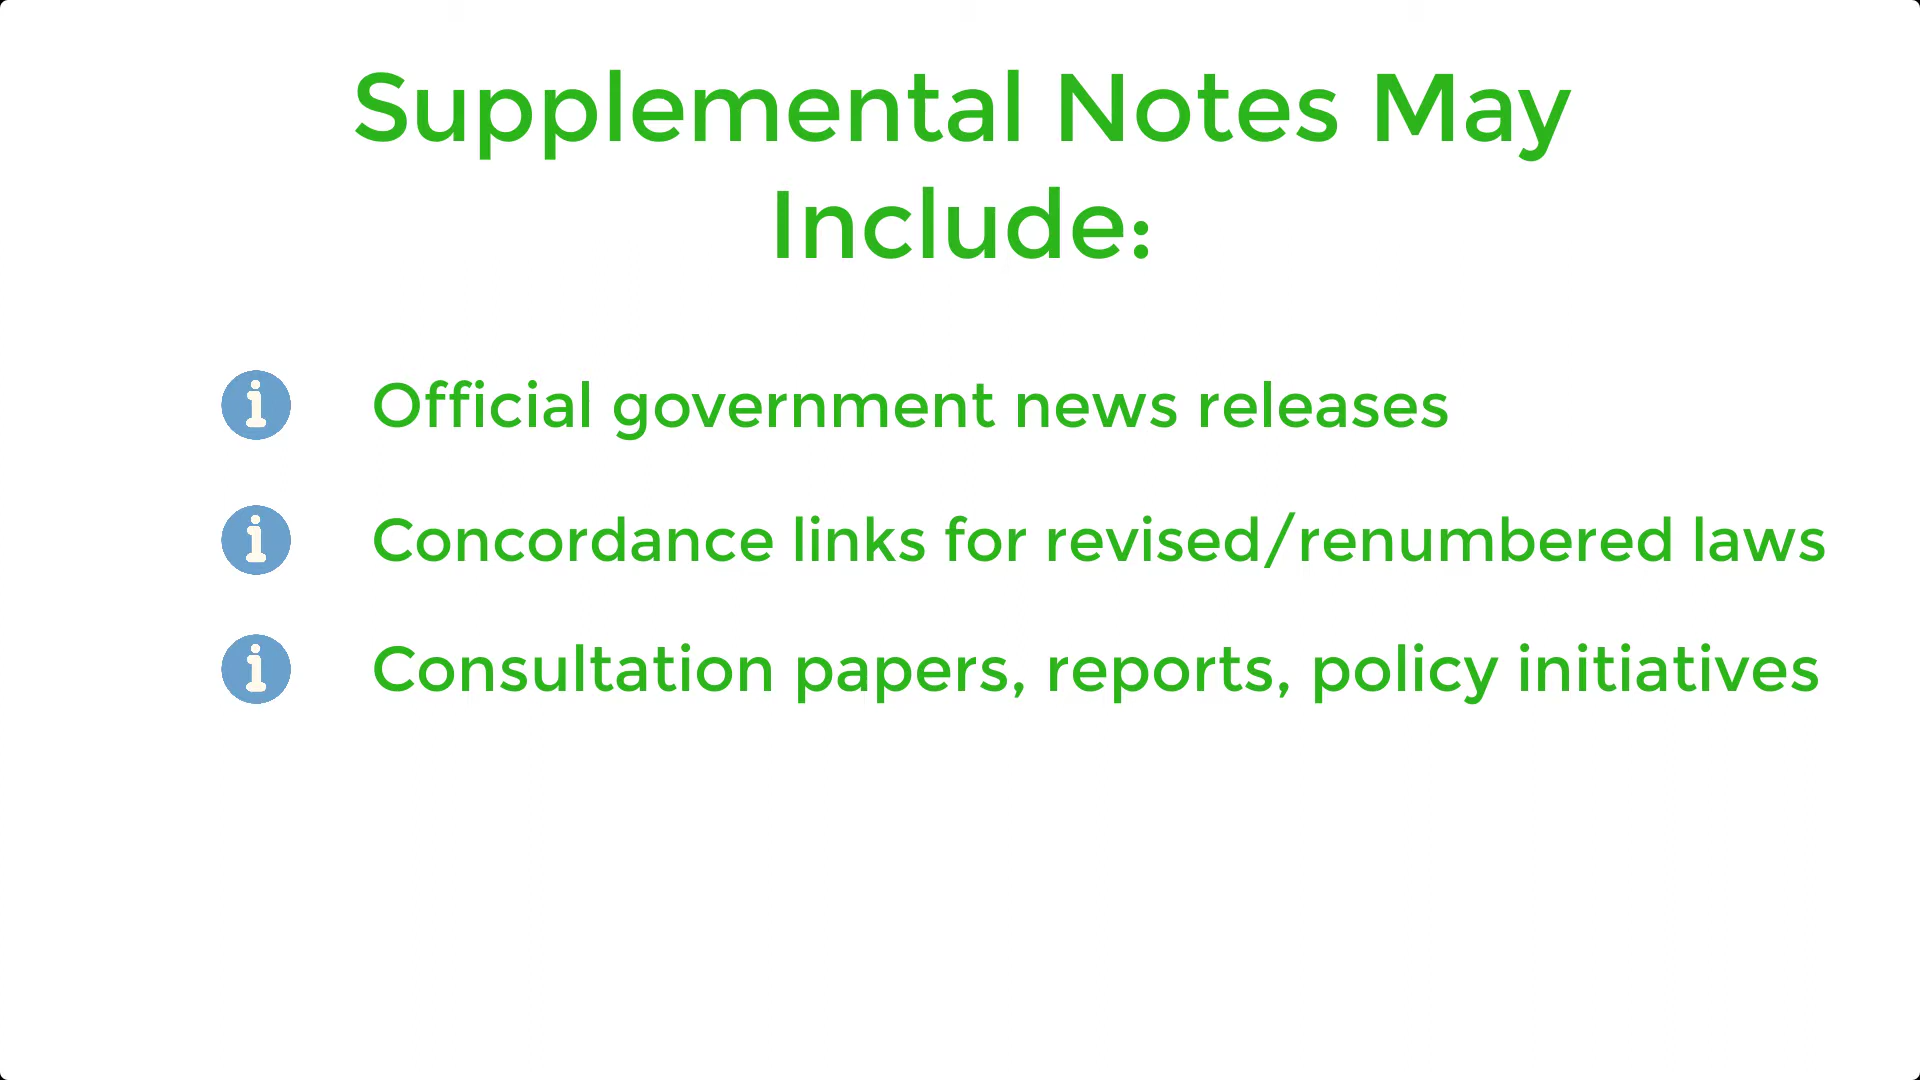 Supplemental Notes May
Include:
Official government news releases
Concordance links for revised/renumbered laws
Consultation papers, reports, policy initiatives